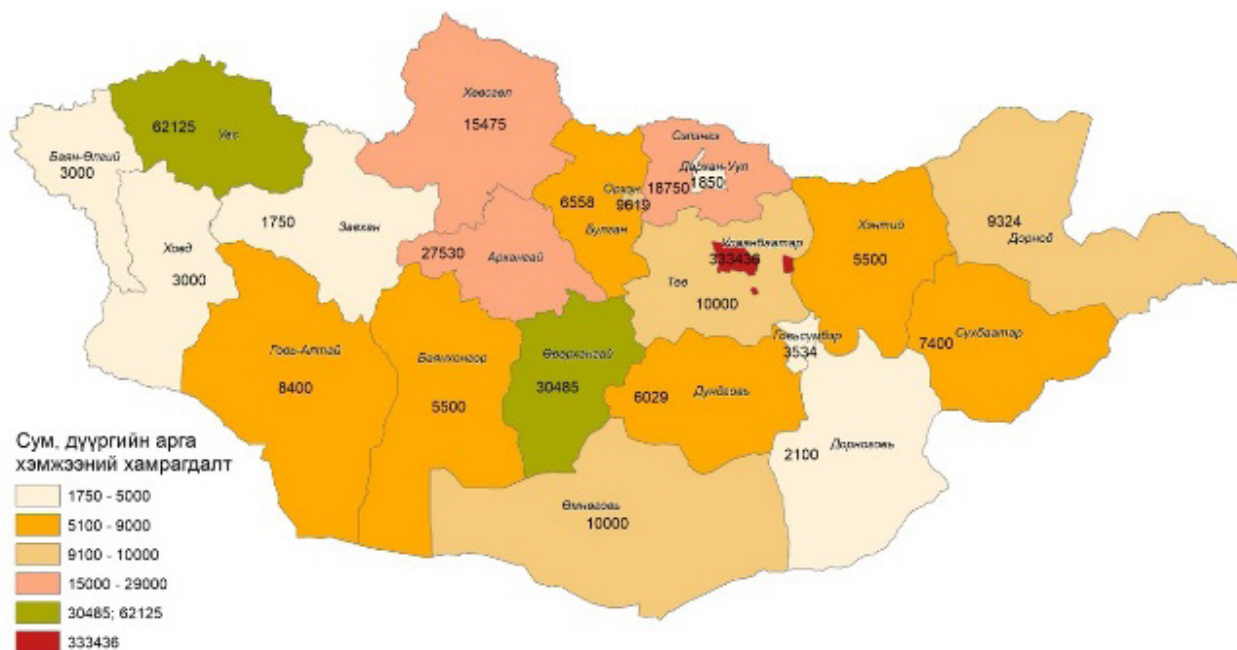 Хөвсгөл
15475
Увс
62125
Баян-Өлгий
3000
Сэлэнгэ
18750
Дархан-Уул
1850
Орхон
9619
6558
Булган
Завхан
1750
Ховд
3000
Архангай
27530
Улаанбаатар
333436
Төв
10000
Хэнтий
5500
9324
Дорнод
Говьсүмбэр
3534
Сүхбаатар
7400
Говь-Алтай
8400
Баянхонгор
5500
Өвөрхангай
30485
Дундговь
6029
Дорноговь
2100
Өмнөговь
10000
Сум, дүүргийн арга
хэмжээний хамрагдалт
1750 - 5000
5100 - 9000
9100 - 10000
15000 - 29000
30485; 62125
333436